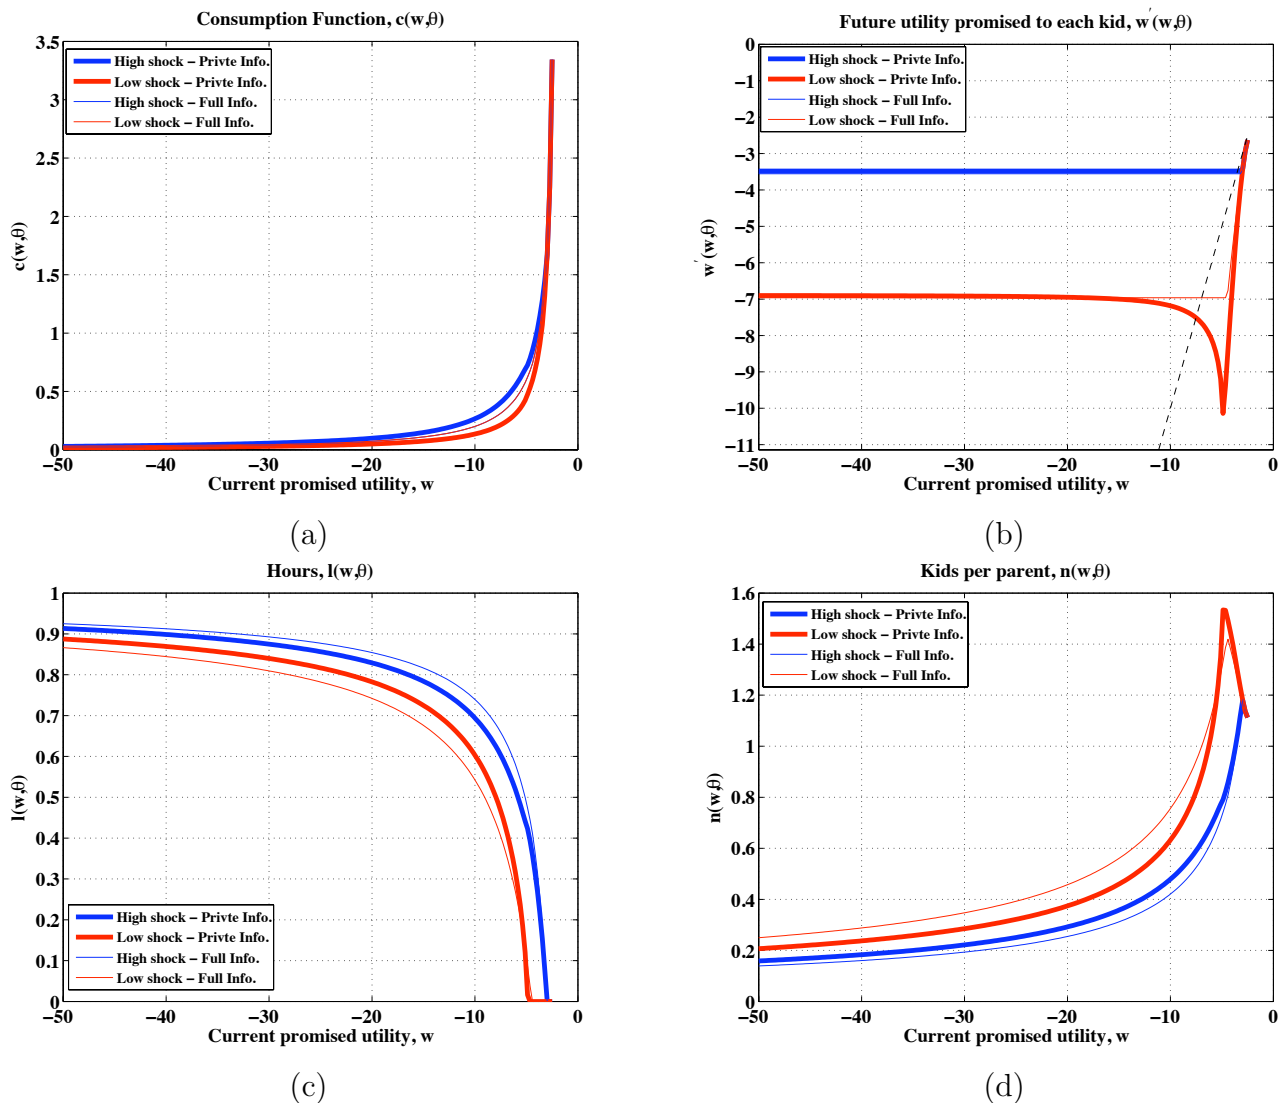 Consumption Function, c(w,θ)
3.5
3
2.5
2
1.5
1
0.5
0
c(w,θ)
High shock − Privte Info.
Low shock − Privte Info.
High shock − Full Info.
Low shock − Full Info.
−50 −40 −30 −20 −10 0
Current promised utility, w
(a)
Future utility promised to each kid, w′(w,θ)
0
−1
−2
−3
−4
−5
−6
−7
−8
−9
−10
−11
w′(w,θ)
High shock − Privte Info.
Low shock − Privte Info.
High shock − Full Info.
Low shock − Full Info.
−50 −40 −30 −20 −10 0
Current promised utility, w
(b)
Hours, l(w,θ)
1
0.9
0.8
0.7
0.6
0.5
0.4
0.3
0.2
0.1
0
l(w,θ)
High shock − Privte Info.
Low shock − Privte Info.
High shock − Full Info.
Low shock − Full Info.
−50 −40 −30 −20 −10 0
Current promised utility, w
(c)
Kids per parent, n(w,θ)
1.6
1.4
1.2
1
0.8
0.6
0.4
0.2
0
n(w,θ)
High shock − Privte Info.
Low shock − Privte Info.
High shock − Full Info.
Low shock − Full Info.
−50 −40 −30 −20 −10 0
Current promised utility, w
(d)